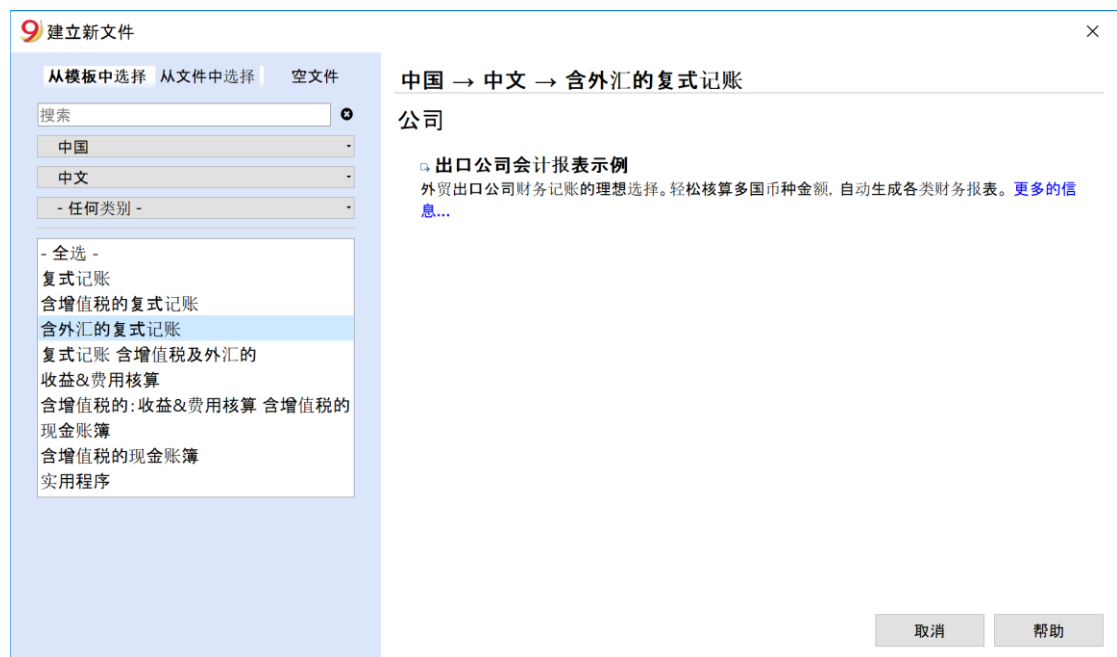 9 建立新文件
从模板中选择 从文件中选择 空文件
搜索
中国
中文
- 任何类别 -
- 全选 -
复式记账
含增值税的复式记账
含外汇的复式记账
复式记账 含增值税及外汇的
收益&费用核算
含增值税的:收益&费用核算 含增值税的
现金账簿
含增值税的现金账簿
实用程序
中国 → 中文 → 含外汇的复式记账
公司
出口公司会计报表示例
外贸出口公司财务记账的理想选择。轻松核算多国币种金额, 自动生成各类财务报表。 更多的信
息...
取消 帮助